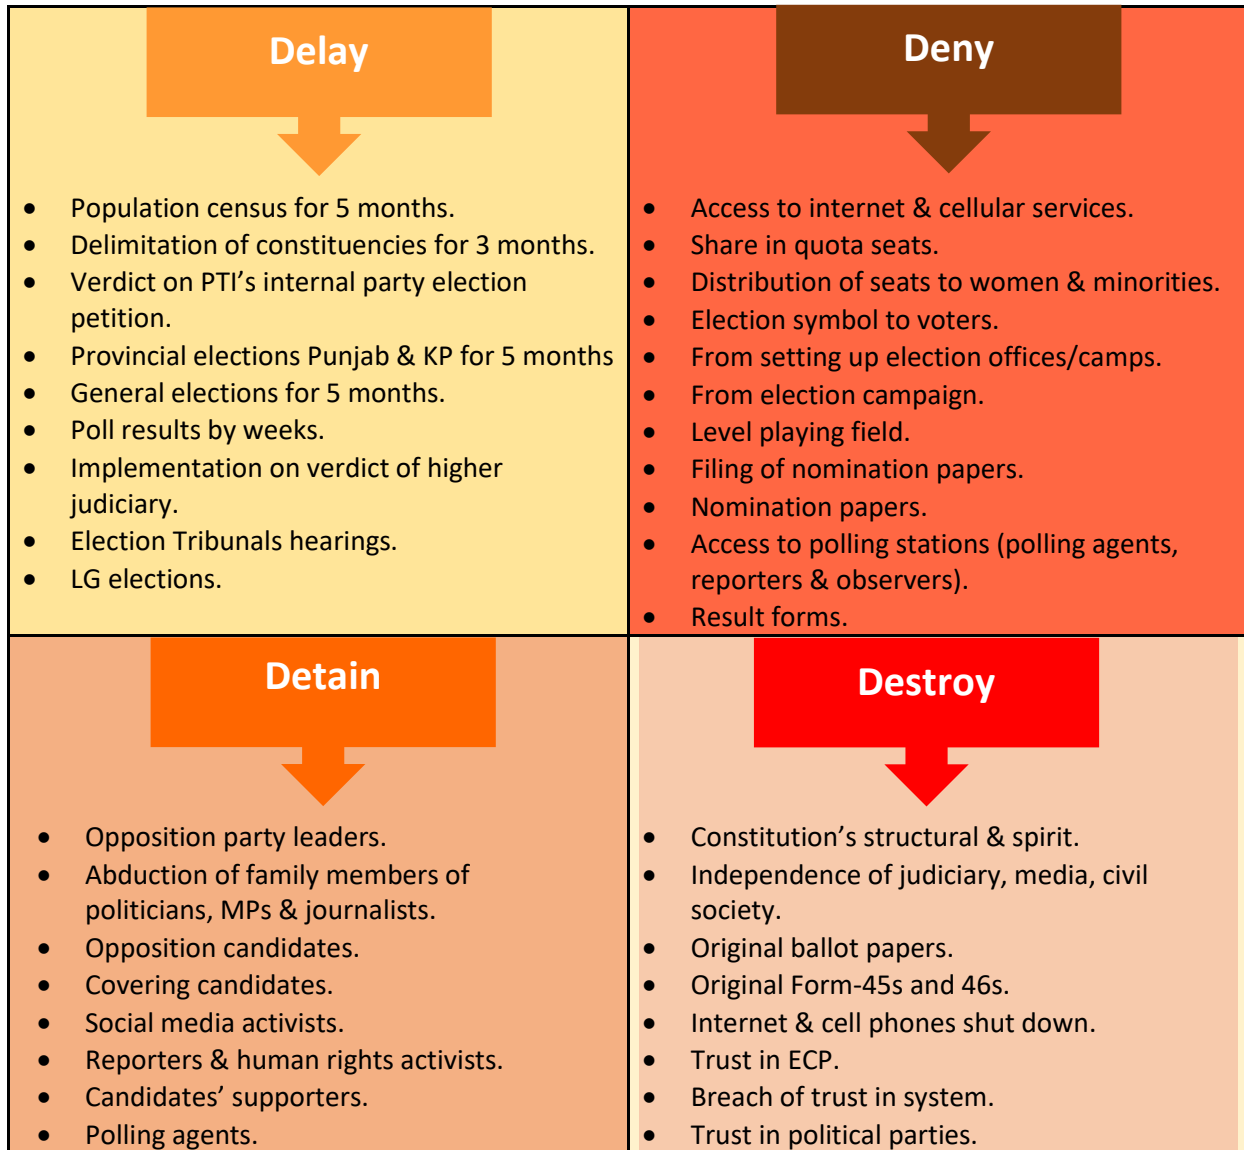 Delay
• Population census for 5 months.
• Delimitation of constituencies for 3 months.
• Verdict on PTI’s internal party election
petition.
• Provincial elections Punjab & KP for 5 months
• General elections for 5 months.
• Poll results by weeks.
• Implementation on verdict of higher
judiciary.
• Election Tribunals hearings.
• LG elections.
Deny
• Access to internet & cellular services.
• Share in quota seats.
• Distribution of seats to women & minorities.
• Election symbol to voters.
• From setting up election offices/camps.
• From election campaign.
• Level playing field.
• Filing of nomination papers.
• Nomination papers.
• Access to polling stations (polling agents,
reporters & observers).
• Result forms.
Detain
• Opposition party leaders.
• Abduction of family members of
politicians, MPs & journalists.
• Opposition candidates.
• Covering candidates.
• Social media activists.
• Reporters & human rights activists.
• Candidates’ supporters.
• Polling agents.
Destroy
• Constitution’s structural & spirit.
• Independence of judiciary, media, civil
society.
• Original ballot papers.
• Original Form-45s and 46s.
• Internet & cell phones shut down.
• Trust in ECP.
• Breach of trust in system.
• Trust in political parties.